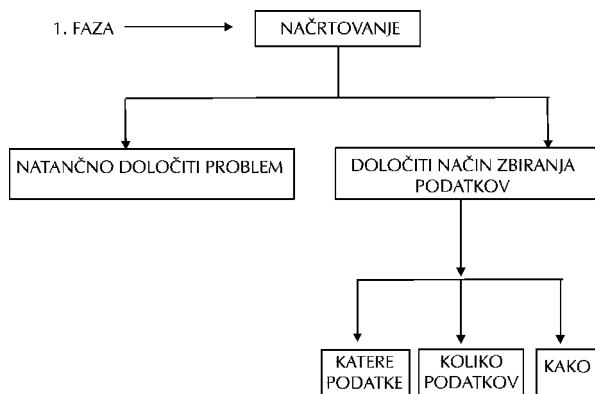 1. FAZA
NAČRTOVANJE
NATANČNO DOLOČITI PROBLEM
DOLOČITI NAČIN ZBIRANJA
PODATKOV
KATERE
PODATKE
KOLIKO
PODATKOV
KAKO